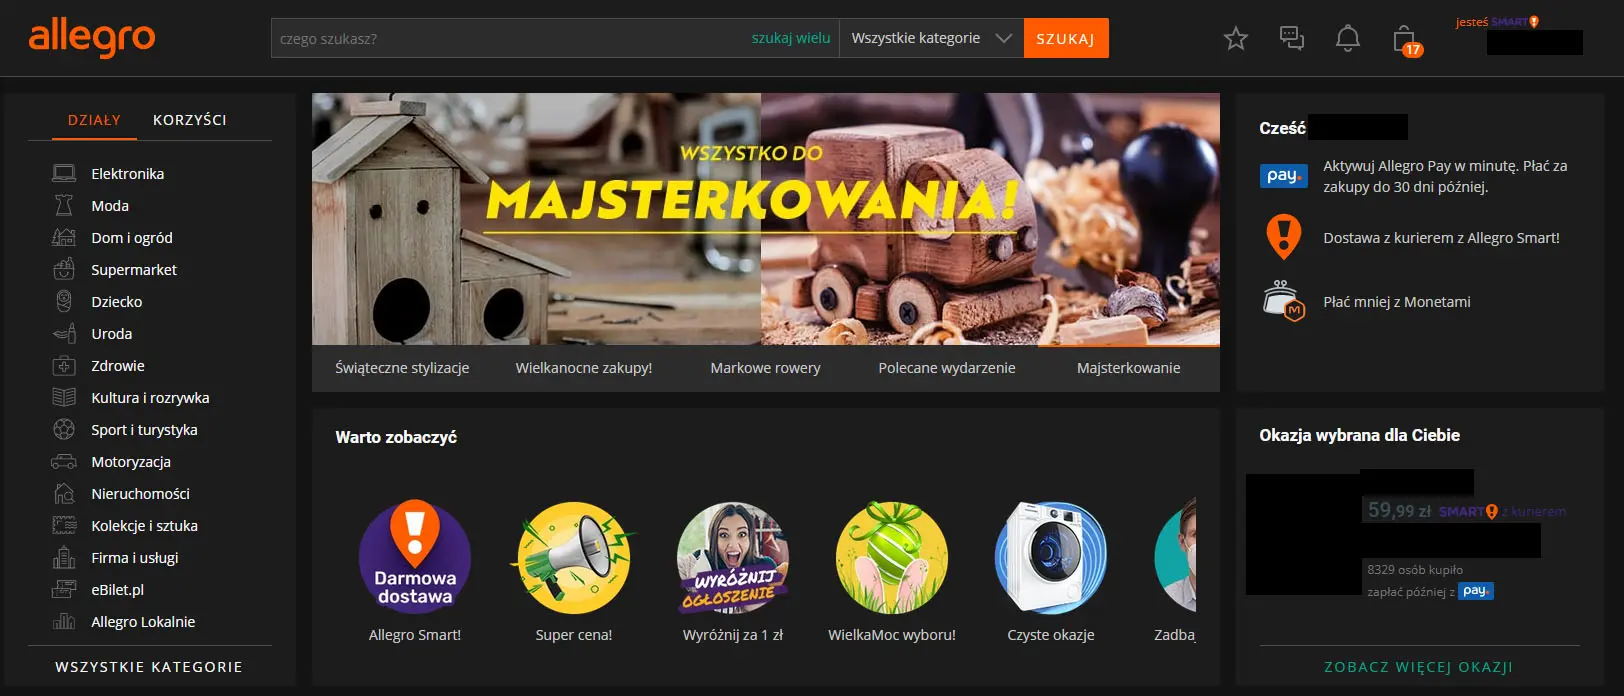 allegro
czego szukasz?
szukaj wielu
Wszystkie kategorie
SZUKAJ
17
jesteś SMART!
DZIAŁY
KORZYŚCI
Elektronika
Moda
Dom i ogród
Supermarket
Dziecko
Uroda
Zdrowie
Kultura i rozrywka
Sport i turystyka
Motoryzacja
Nieruchomości
Kolekcje i sztuka
Firma i usługi
eBilet.pl
Allegro Lokalnie
WSZYSTKIE KATEGORIE
WSZYSTKO DO
MAJSTERKOWANIA!
Świąteczne stylizacje
Wielkanocne zakupy!
Markowe rowery
Polecane wydarzenie
Majsterkowanie
Warto zobaczyć
Darmowa
dostawa
Allegro Smart!
Super cena!
WYRÓŻNIJ
OGŁOSZENIE
Wyróżnij za 1 zł
WielkaMoc wyboru!
Czyste okazje
Zadbaj
Cześć
pay.
Aktywuj Allegro Pay w minutę. Płać za
zakupy do 30 dni później.
Dostawa z kurierem z Allegro Smart!
M
Płać mniej z Monetami
Okazja wybrana dla Ciebie
59,99 zł SMART! z kurierem
8329 osób kupiło
zapłać później z pay.
ZOBACZ WIĘCEJ OKAZJI